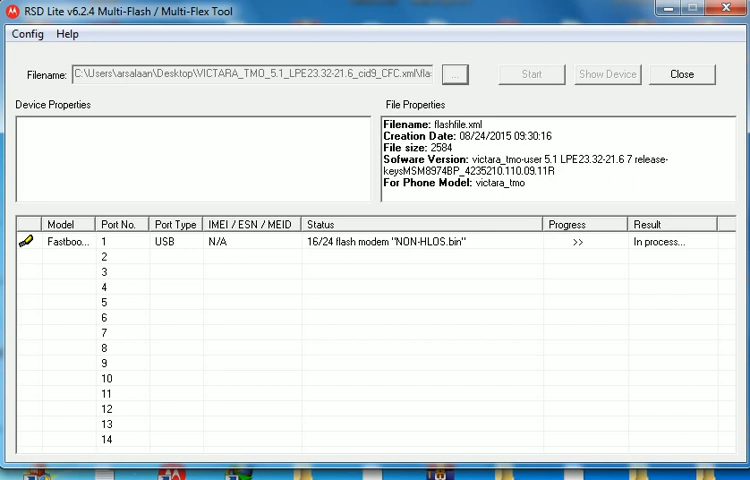 RSD Lite v6.2.4 Multi-Flash / Multi-Flex Tool
Config Help
Filename: C:\Users\arsalaan\Desktop\VICTARA_TMO_5.1_LPE23.32-21.6_cid9_CFC.xml\fla
... Start Show Device Close
Device Properties
File Properties
Filename: flashfile.xml
Creation Date: 08/24/2015 09:30:16
File size: 2584
Sofware Version: victara_tmo-user 5.1 LPE23.32-21.6 7 release-
keysMSM8974BP_4235210.110.09.11R
For Phone Model: victara_tmo
Model Port No. Port Type IMEI / ESN / MEID Status Progress Result
Fastboo... 1 USB N/A 16/24 flash modem "NON-HLOS.bin" >> In process...
2
3
4
5
6
7
8
9
10
11
12
13
14